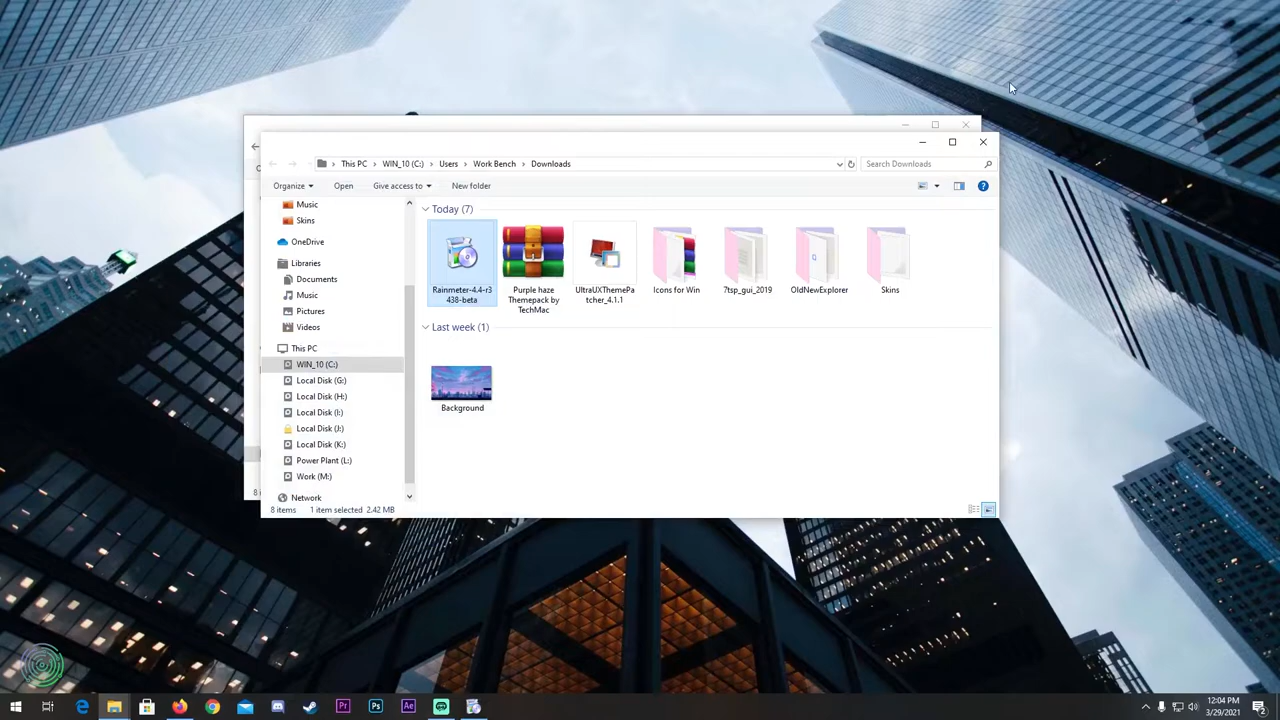 This PC
WIN_10 (C:)
Users
Work Bench
Downloads
Search Downloads
Organize
Open
Give access to
New folder
Music
Skins
OneDrive
Libraries
Documents
Music
Pictures
Videos
This PC
WIN_10 (C:)
Local Disk (G:)
Local Disk (H:)
Local Disk (I:)
Local Disk (J:)
Local Disk (K:)
Power Plant (L:)
Work (M:)
Network
Today (7)
Rainmeter-4.4-r3
438-beta
Purple haze
Themepack by
TechMac
UltraUXThemePa
tcher_4.1.1
Icons for Win
7tsp_gui_2019
OldNewExplorer
Skins
Last week (1)
Background
8 items
1 item selected
2.42 MB
Pr
Ps
Ae
12:04 PM
3/29/2021
2